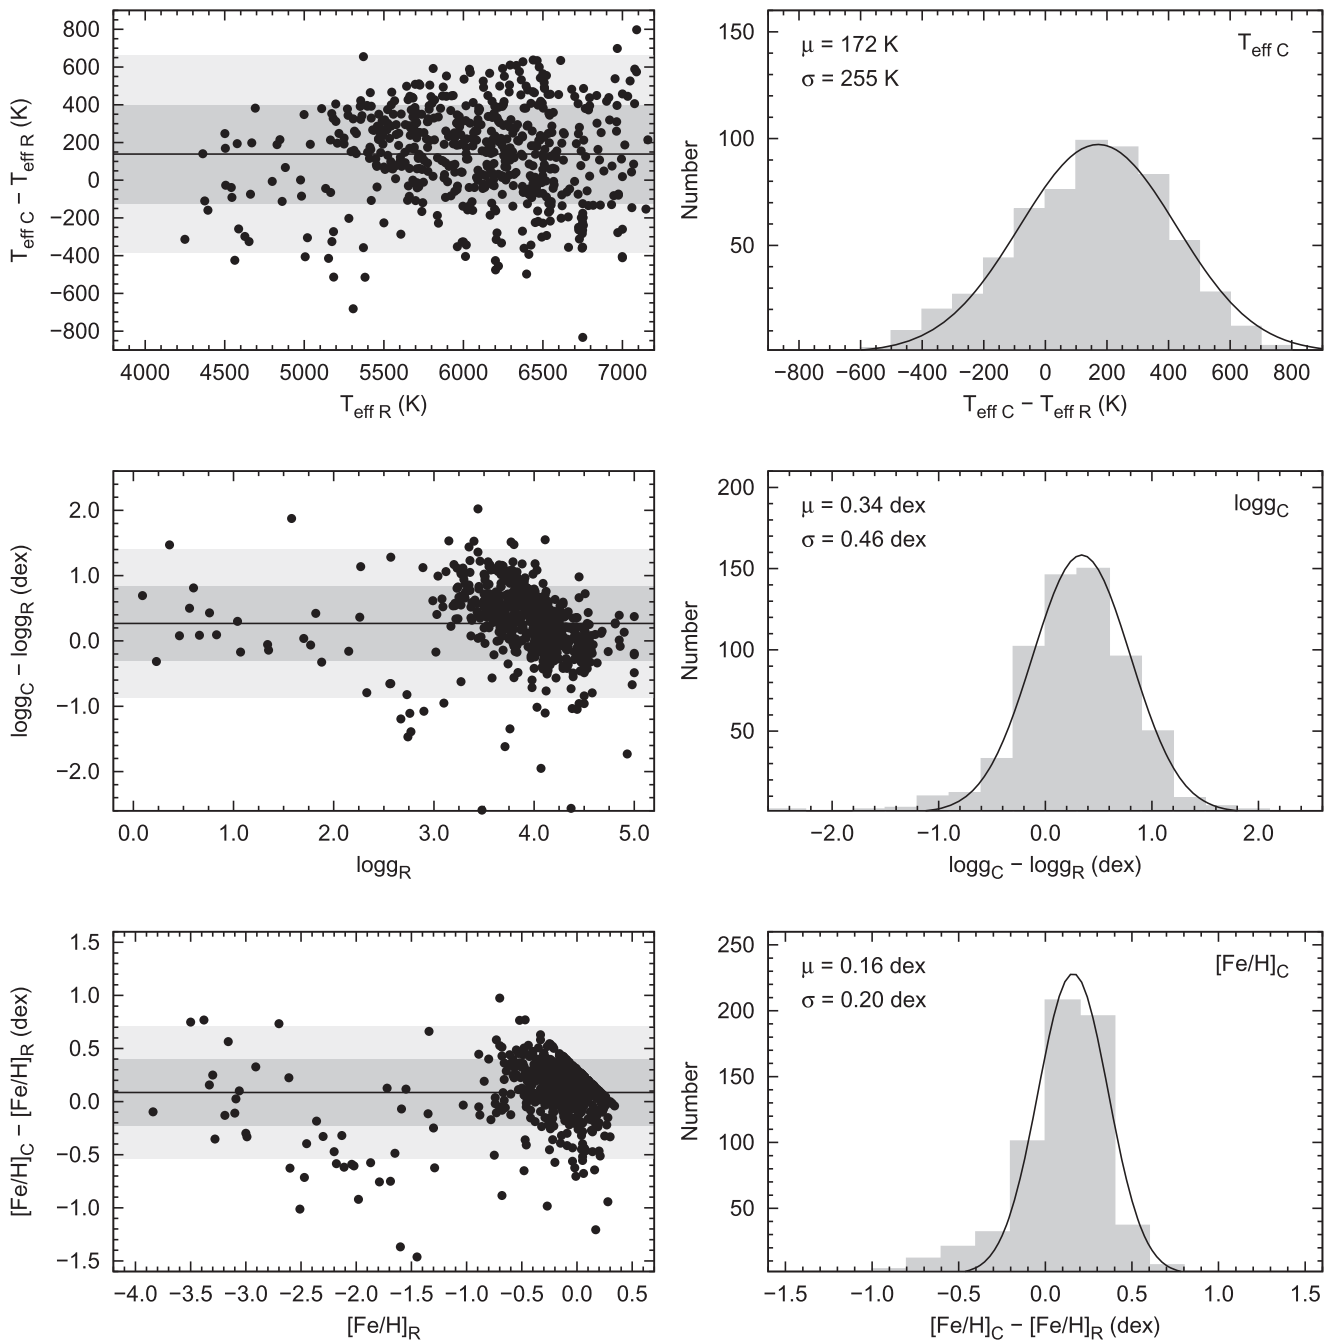 800
600
400
200
0
−200
−400
−600
−800
T_eff C − T_eff R (K)
4000 4500 5000 5500 6000 6500 7000
T_eff R (K)
150
100
50
Number
μ = 172 K
σ = 255 K
T_eff C
−800 −600 −400 −200 0 200 400 600 800
T_eff C − T_eff R (K)
2.0
1.0
0.0
−1.0
−2.0
logg_C − logg_R (dex)
0.0 1.0 2.0 3.0 4.0 5.0
logg_R
200
150
100
50
Number
μ = 0.34 dex
σ = 0.46 dex
logg_C
−2.0 −1.0 0.0 1.0 2.0
logg_C − logg_R (dex)
1.5
1.0
0.5
0.0
−0.5
−1.0
−1.5
[Fe/H]_C − [Fe/H]_R (dex)
−4.0 −3.5 −3.0 −2.5 −2.0 −1.5 −1.0 −0.5 0.0 0.5
[Fe/H]_R
250
200
150
100
50
Number
μ = 0.16 dex
σ = 0.20 dex
[Fe/H]_C
−1.5 −1.0 −0.5 0.0 0.5 1.0 1.5
[Fe/H]_C − [Fe/H]_R (dex)